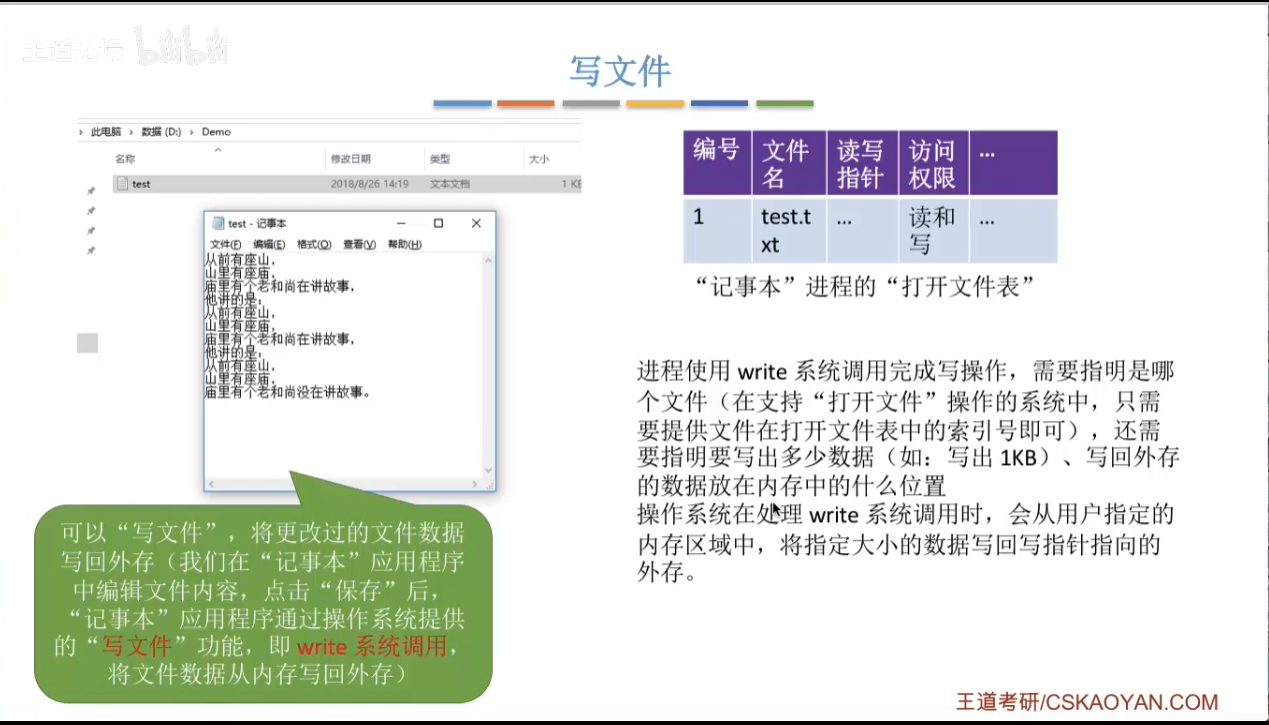 王道论坛 bilibili
写文件
› 此电脑 › 数据 (D:) › Demo
名称 修改日期 类型 大小
test 2018/8/26 14:19 文本文档 1 KB
test - 记事本
文件(F) 编辑(E) 格式(O) 查看(V) 帮助(H)
从前有座山,
山里有座庙,
庙里有个老和尚在讲故事,
他讲的是:
从前有座山,
山里有座庙,
庙里有个老和尚在讲故事,
他讲的是:
从前有座山,
山里有座庙,
庙里有个老和尚没在讲故事。
可以“写文件”,将更改过的文件数据
写回外存(我们在“记事本”应用程序
中编辑文件内容,点击“保存”后,
“记事本”应用程序通过操作系统提供
的“写文件”功能,即 write 系统调用,
将文件数据从内存写回外存)
编号 文件 读写 访问 ...
名 指针 权限
1 test.t ... 读和 ...
xt 写
“记事本”进程的“打开文件表”
进程使用 write 系统调用完成写操作,需要指明是哪
个文件(在支持“打开文件”操作的系统中,只需
要提供文件在打开文件表中的索引号即可),还需
要指明要写出多少数据(如:写出 1KB)、写回外存
的数据放在内存中的什么位置
操作系统在处理 write 系统调用时,会从用户指定的
内存区域中,将指定大小的数据写回写指针指向的
外存。
王道考研/CSKAOYAN.COM